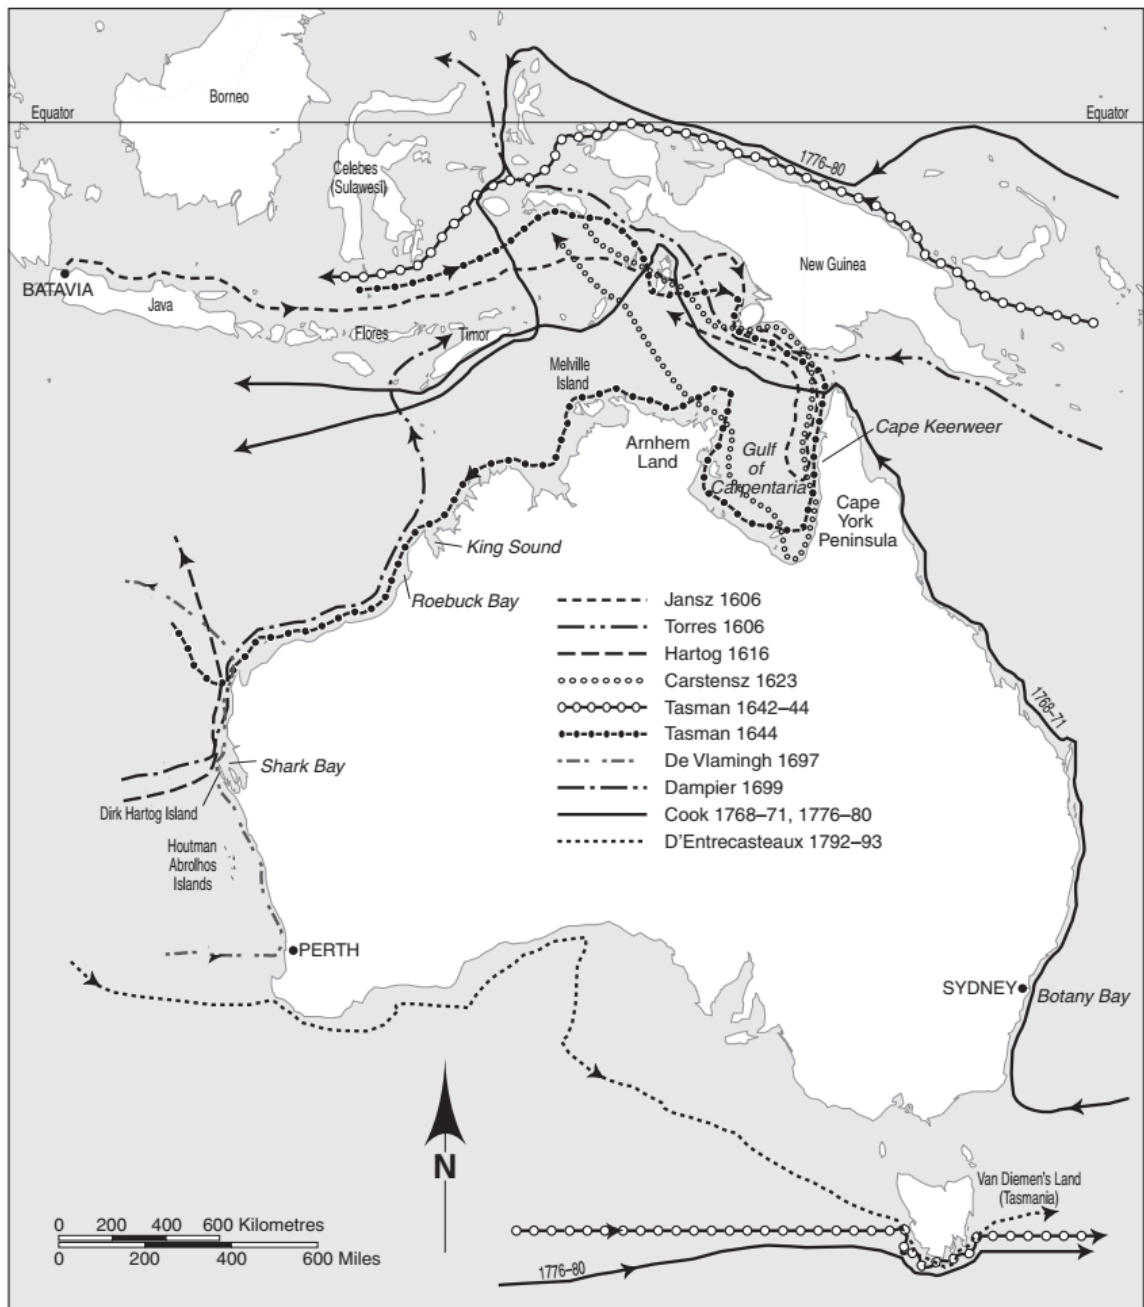 Borneo
Equator
Equator
1776–80
Celebes
(Sulawesi)
New Guinea
BATAVIA
Java
Flores
Timor
Melville
Island
Cape Keerweer
Arnhem
Land
Gulf
of
Carpentaria
Cape
York
Peninsula
King Sound
Roebuck Bay
Jansz 1606
Torres 1606
Hartog 1616
Carstensz 1623
Tasman 1642–44
Tasman 1644
De Vlamingh 1697
Dampier 1699
Cook 1768–71, 1776–80
D'Entrecasteaux 1792–93
1768–71
Shark Bay
Dirk Hartog Island
Houtman
Abrolhos
Islands
PERTH
SYDNEY
Botany Bay
N
Van Diemen's Land
(Tasmania)
0 200 400 600 Kilometres
0 200 400 600 Miles
1776–80